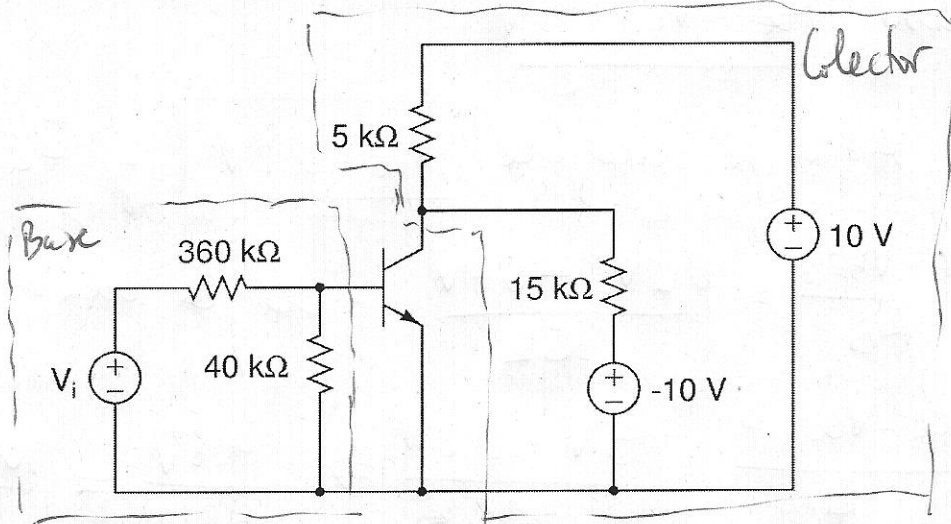 Colector
5 kΩ
Base
360 kΩ
10 V
15 kΩ
40 kΩ
Vi
-10 V
+
-
+
-
+
-